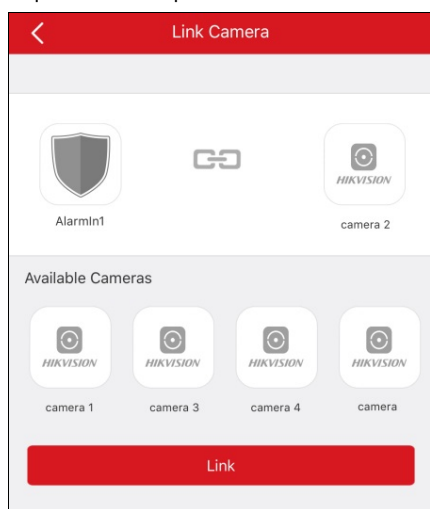 Link Camera
HIKVISION
AlarmIn1
camera 2
Available Cameras
HIKVISION HIKVISION HIKVISION HIKVISION
camera 1 camera 3 camera 4 camera
Link